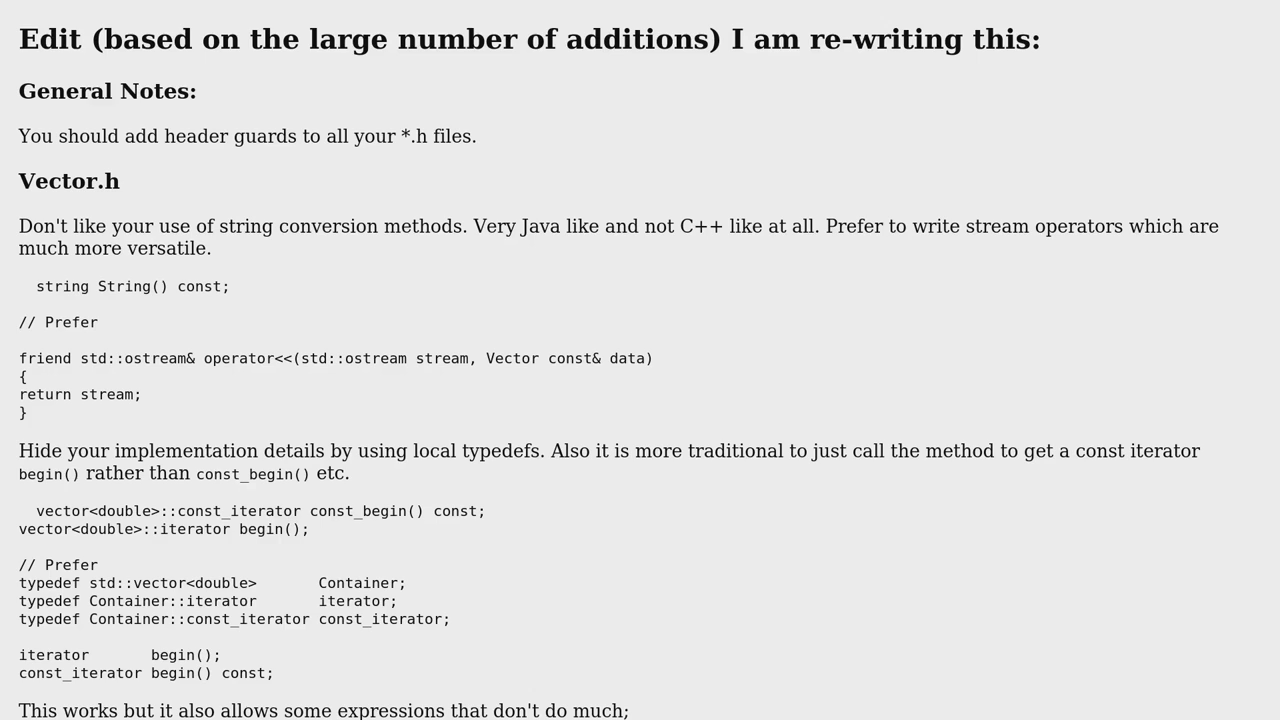 Edit (based on the large number of additions) I am re-writing this:
General Notes:
You should add header guards to all your *.h files.
Vector.h
Don't like your use of string conversion methods. Very Java like and not C++ like at all. Prefer to write stream operators which are
much more versatile.
string String() const;
// Prefer
friend std::ostream& operator<<(std::ostream stream, Vector const& data)
{
return stream;
}
Hide your implementation details by using local typedefs. Also it is more traditional to just call the method to get a const iterator
begin() rather than const_begin() etc.
vector<double>::const_iterator const_begin() const;
vector<double>::iterator begin();
// Prefer
typedef std::vector<double>       Container;
typedef Container::iterator       iterator;
typedef Container::const_iterator const_iterator;
iterator       begin();
const_iterator begin() const;
This works but it also allows some expressions that don't do much;